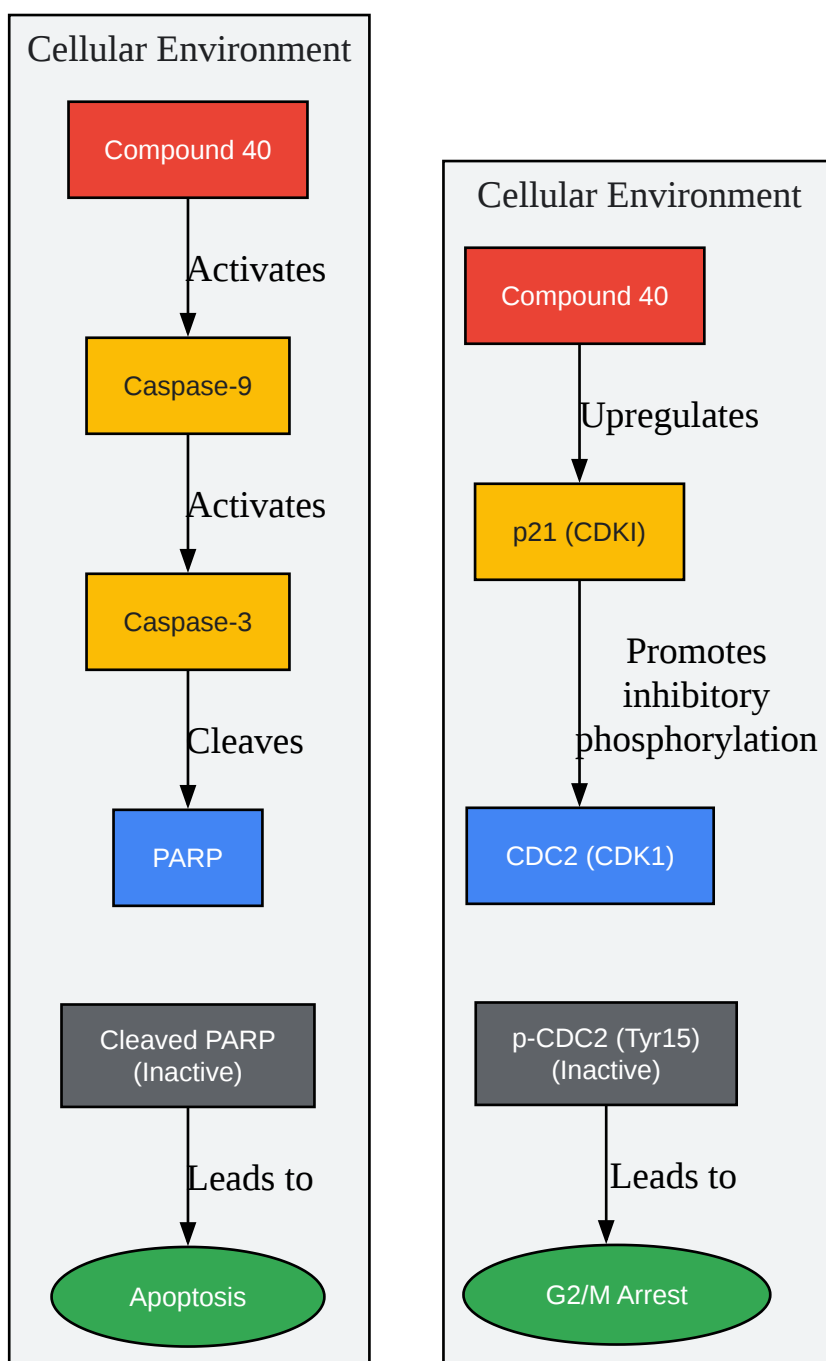 Cellular Environment
Compound 40
Activates
Caspase-9
Activates
Caspase-3
Cleaves
PARP
Cleaved PARP
(Inactive)
Leads to
Apoptosis
Cellular Environment
Compound 40
Upregulates
p21 (CDKI)
Promotes
inhibitory
phosphorylation
CDC2 (CDK1)
p-CDC2 (Tyr15)
(Inactive)
Leads to
G2/M Arrest